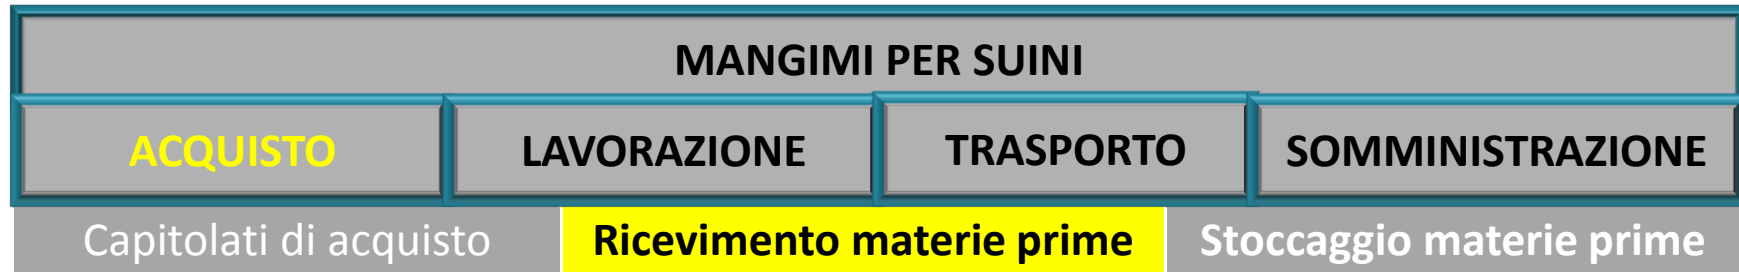 MANGIMI PER SUINI
ACQUISTO LAVORAZIONE TRASPORTO SOMMINISTRAZIONE
Capitolati di acquisto Ricevimento materie prime Stoccaggio materie prime